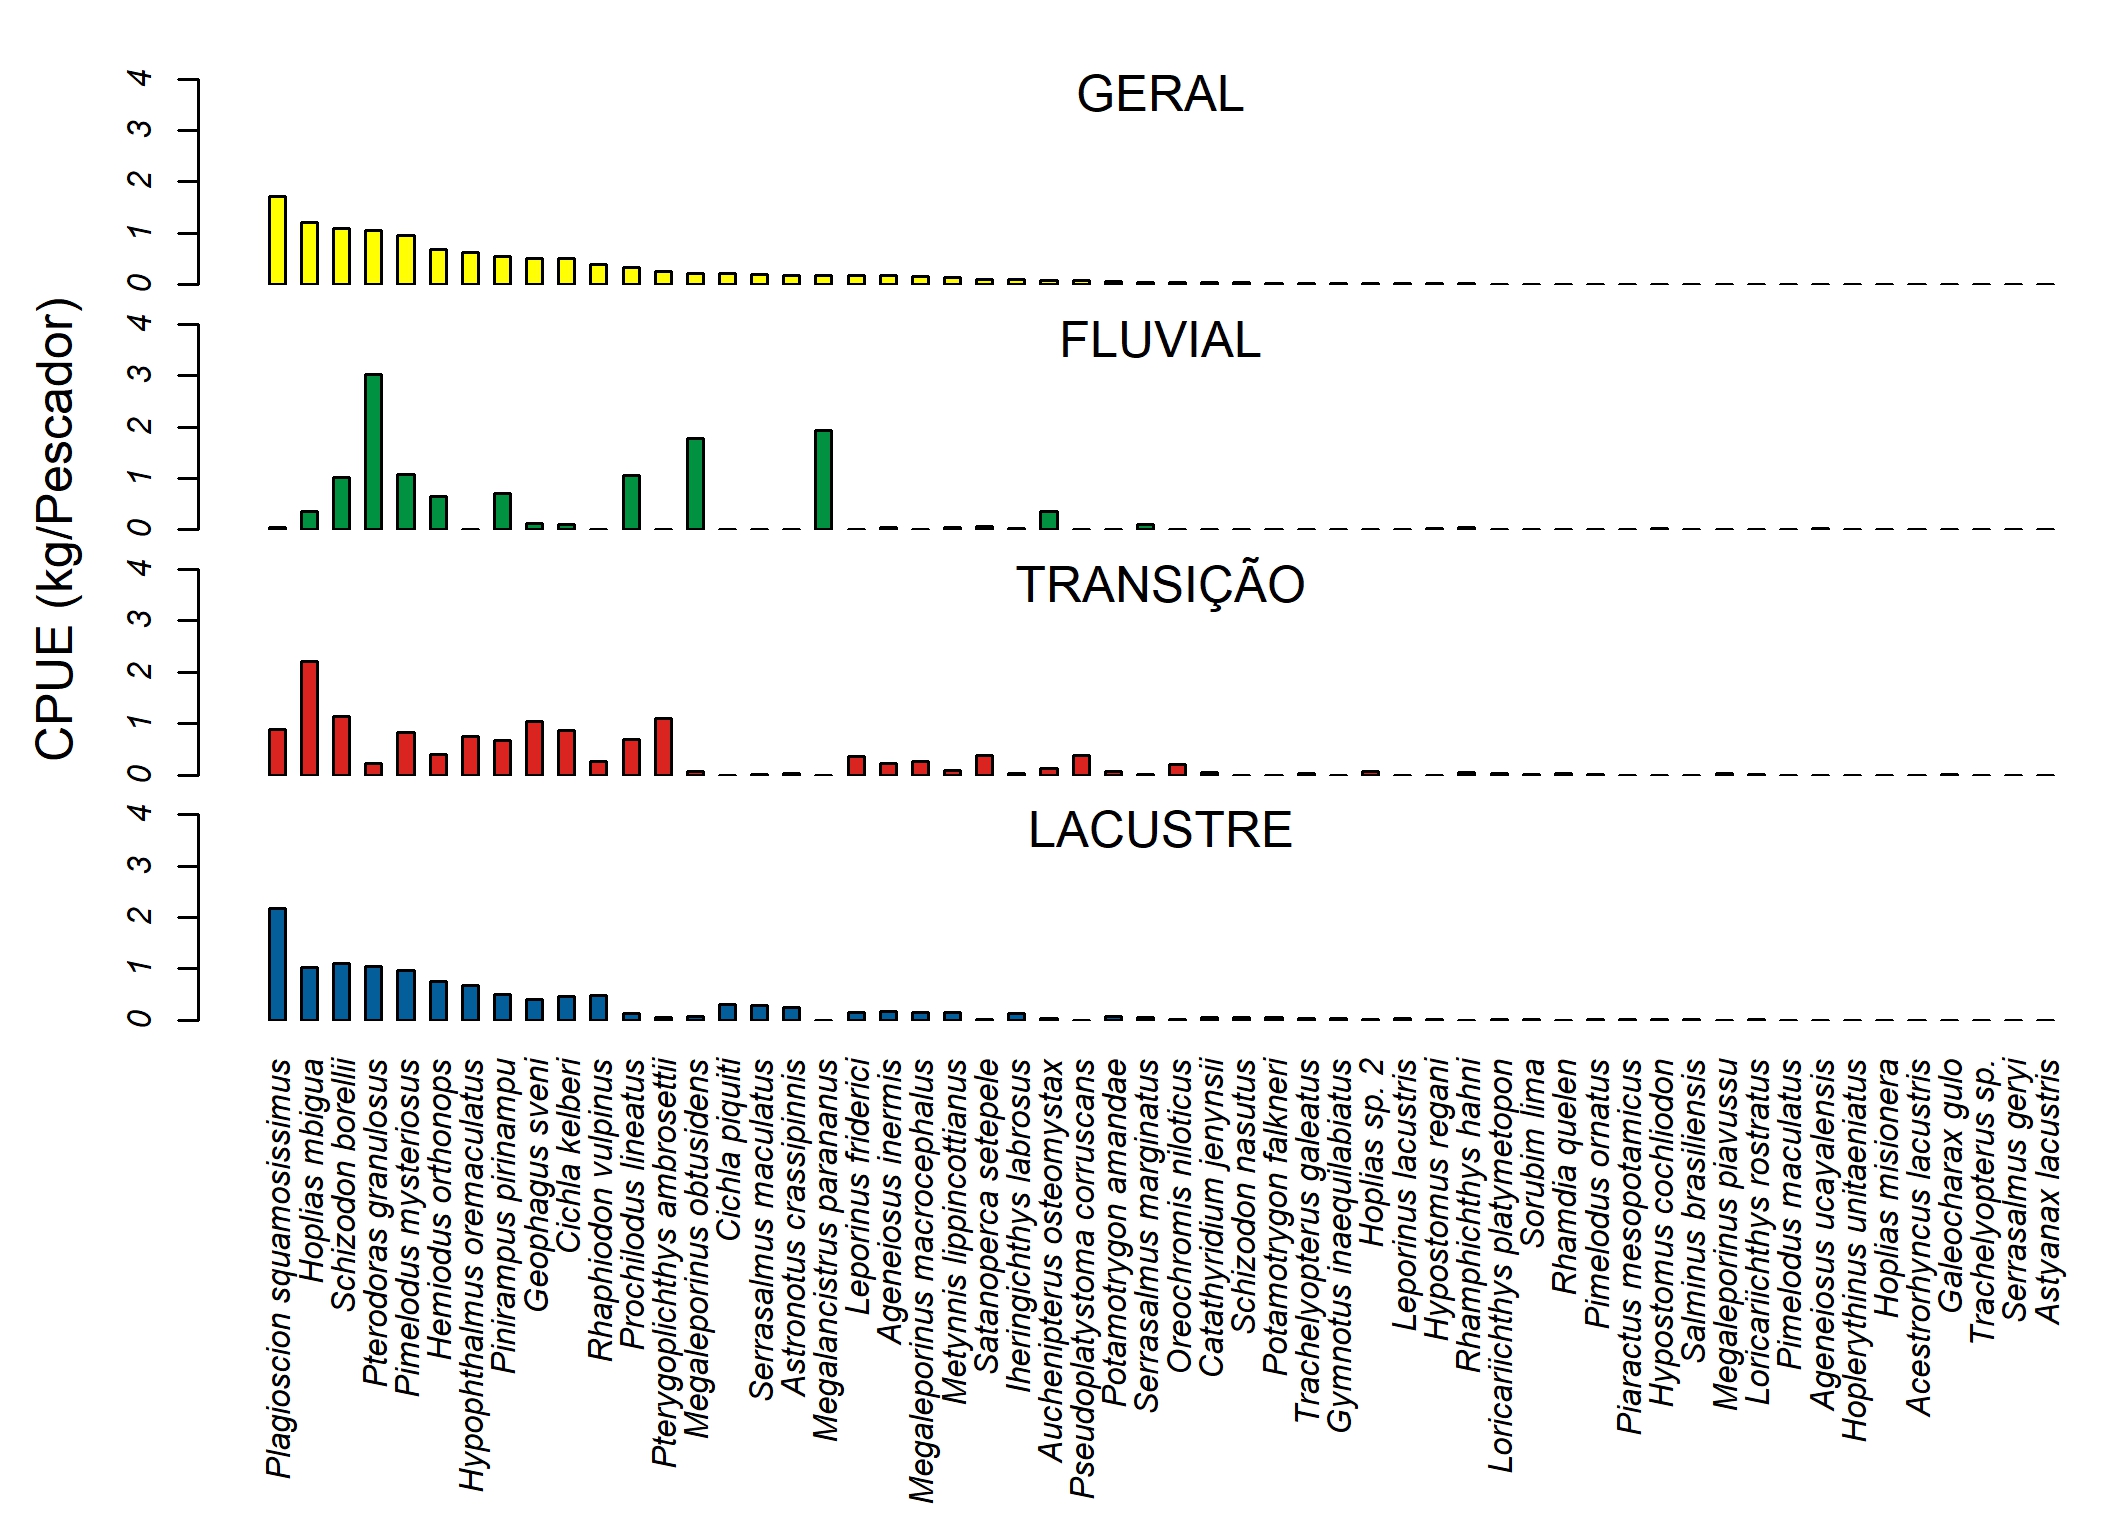 CPUE (kg/Pescador)
GERAL
4
3
2
1
0
FLUVIAL
4
3
2
1
0
TRANSIÇÃO
4
3
2
1
0
LACUSTRE
4
3
2
1
0
Plagioscion squamosissimus
Hoplias mbigua
Schizodon borellii
Pterodoras granulosus
Pimelodus mysteriosus
Hemiodus orthonops
Hypophthalmus oremaculatus
Pinirampus pirinampu
Geophagus sveni
Cichla kelberi
Rhaphiodon vulpinus
Prochilodus lineatus
Pterygoplichthys ambrosettii
Megaleporinus obtusidens
Cichla piquiti
Serrasalmus maculatus
Astronotus crassipinnis
Megalancistrus parananus
Leporinus friderici
Ageneiosus inermis
Megaleporinus macrocephalus
Metynnis lippincottianus
Satanoperca setepele
Iheringichthys labrosus
Auchenipterus osteomystax
Pseudoplatystoma corruscans
Potamotrygon amandae
Serrasalmus marginatus
Oreochromis niloticus
Catathyridium jenynsii
Schizodon nasutus
Potamotrygon falkneri
Trachelyopterus galeatus
Gymnotus inaequilabiatus
Hoplias sp. 2
Leporinus lacustris
Hypostomus regani
Rhamphichthys hahni
Loricariichthys platymetopon
Sorubim lima
Rhamdia quelen
Pimelodus ornatus
Piaractus mesopotamicus
Hypostomus cochliodon
Salminus brasiliensis
Megaleporinus piavussu
Loricariichthys rostratus
Pimelodus maculatus
Ageneiosus ucayalensis
Hoplerythinus unitaeniatus
Hoplias misionera
Acestrorhyncus lacustris
Galeocharax gulo
Trachelyopterus sp.
Serrasalmus geryi
Astyanax lacustris